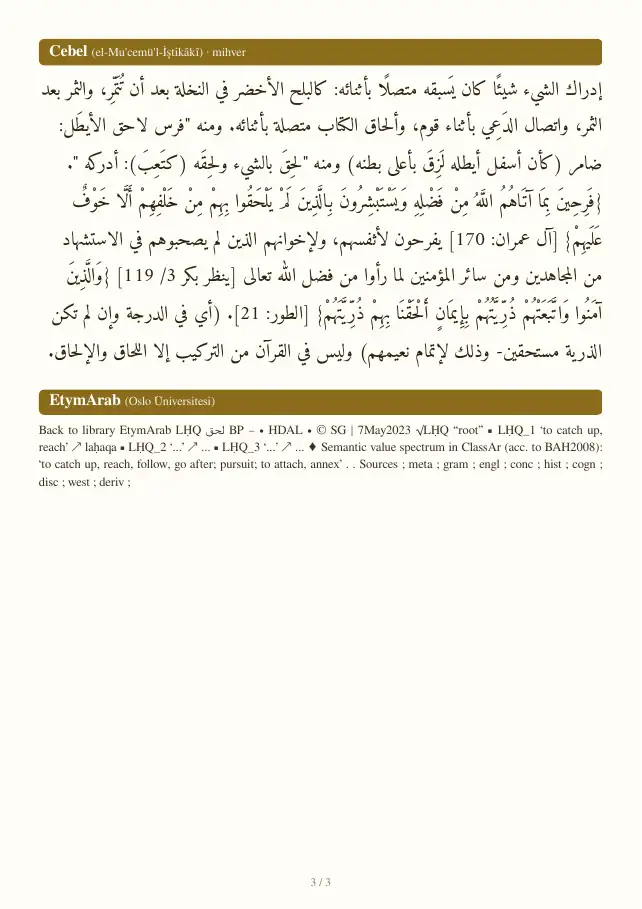 Cebel (el-Mu'cemü'l-İştikâkî) · mihver
إدراك الشيء شيئًا كان يَسبقه متصلًا بأثنائه: كالبلح الأخضر في النخلة بعد أن تُتَمِّر، والثمر بعد
الثمر، واتصال الدَعِي بأثناء قوم، وألحاق الكتاب متصلة بأثنائه. ومنه "فرس لاحق الأيطَل:
ضامر (كأن أسفل أيطله لَزِقَ بأعلى بطنه) ومنه "لحِقَ بالشيء ولحِقَه (كتَعِبَ): أدركه ".
{فَرِحِينَ بِمَا آتَاهُمُ اللَّهُ مِنْ فَضْلِهِ وَيَسْتَبْشِرُونَ بِالَّذِينَ لَمْ يَلْحَقُوا بِهِمْ مِنْ خَلْفِهِمْ أَلَّا خَوْفٌ
عَلَيْهِمْ} [آل عمران: 170] يفرحون لأنفسهم، ولإخوانهم الذين لم يصحبوهم في الاستشهاد
من المجاهدين ومن سائر المؤمنين لما رأوا من فضل الله تعالى [ينظر بكر 3/ 119] {وَالَّذِينَ
آمَنُوا وَاتَّبَعَتْهُمْ ذُرِّيَّتُهُمْ بِإِيمَانٍ أَلْحَقْنَا بِهِمْ ذُرِّيَّتَهُمْ} [الطور: 21]. (أي في الدرجة وإن لم تكن
الذرية مستحقين- وذلك لإتمام نعيمهم) وليس في القرآن من التركيب إلا اللحاق والإلحاق.
EtymArab (Oslo Üniversitesi)
Back to library EtymArab LḤQ لحق BP – • HDAL • © SG | 7May2023 √LḤQ “root” ▪ LḤQ_1 ‘to catch up,
reach’ ↗ laḥaqa ▪ LḤQ_2 ‘...’ ↗ ... ▪ LḤQ_3 ‘...’ ↗ ... ♦ Semantic value spectrum in ClassAr (acc. to BAH2008):
‘to catch up, reach, follow, go after; pursuit; to attach, annex’ . . Sources ; meta ; gram ; engl ; conc ; hist ; cogn ;
disc ; west ; deriv ;
3 / 3